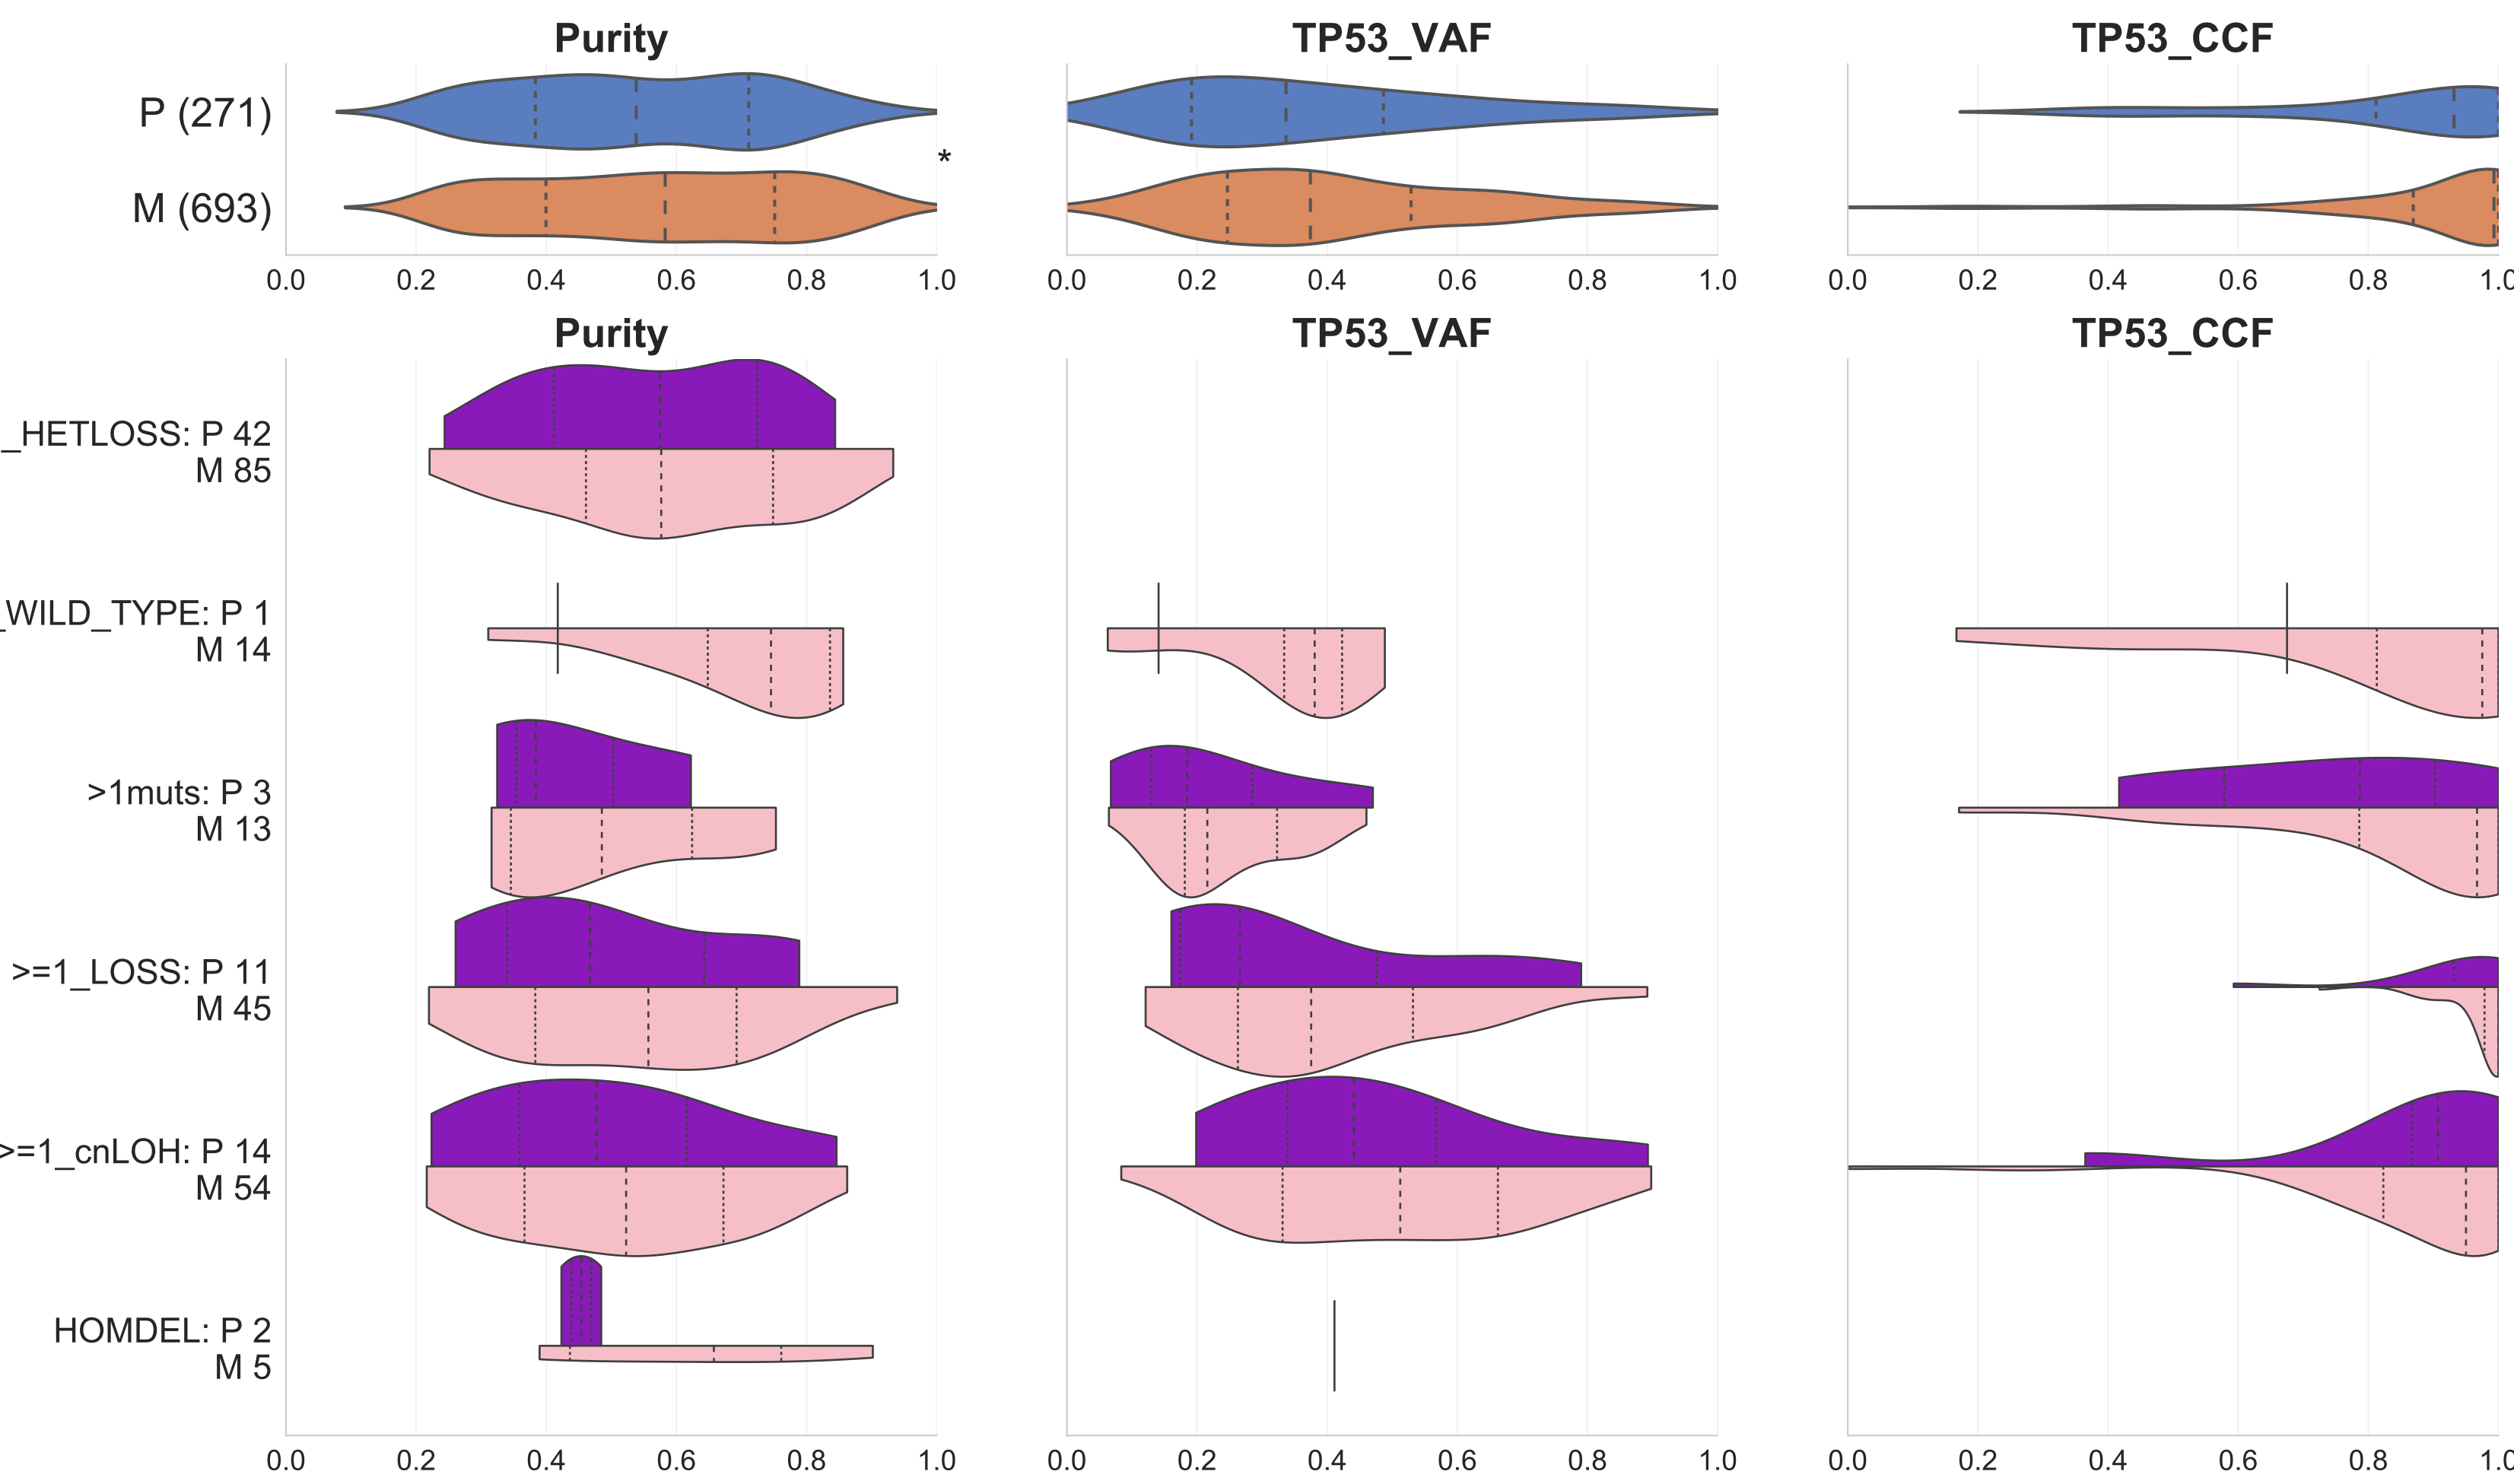 Purity TP53_VAF TP53_CCF
P (271)
*
M (693)
0.0 0.2 0.4 0.6 0.8 1.0 0.0 0.2 0.4 0.6 0.8 1.0 0.0 0.2 0.4 0.6 0.8 1.0
Purity TP53_VAF TP53_CCF
_HETLOSS: P 42
M 85
_WILD_TYPE: P 1
M 14
>1muts: P 3
M 13
>=1_LOSS: P 11
M 45
>=1_cnLOH: P 14
M 54
HOMDEL: P 2
M 5
0.0 0.2 0.4 0.6 0.8 1.0 0.0 0.2 0.4 0.6 0.8 1.0 0.0 0.2 0.4 0.6 0.8 1.0